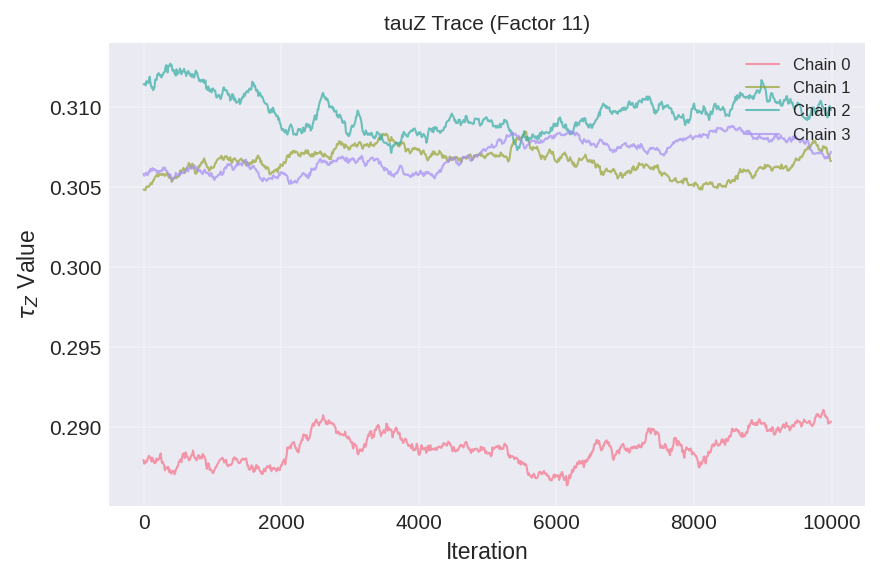 tauZ Trace (Factor 11)
Chain 0
Chain 1
Chain 2
Chain 3
0.310
0.305
0.300
0.295
0.290
τZ Value
0
2000
4000
6000
8000
10000
Iteration